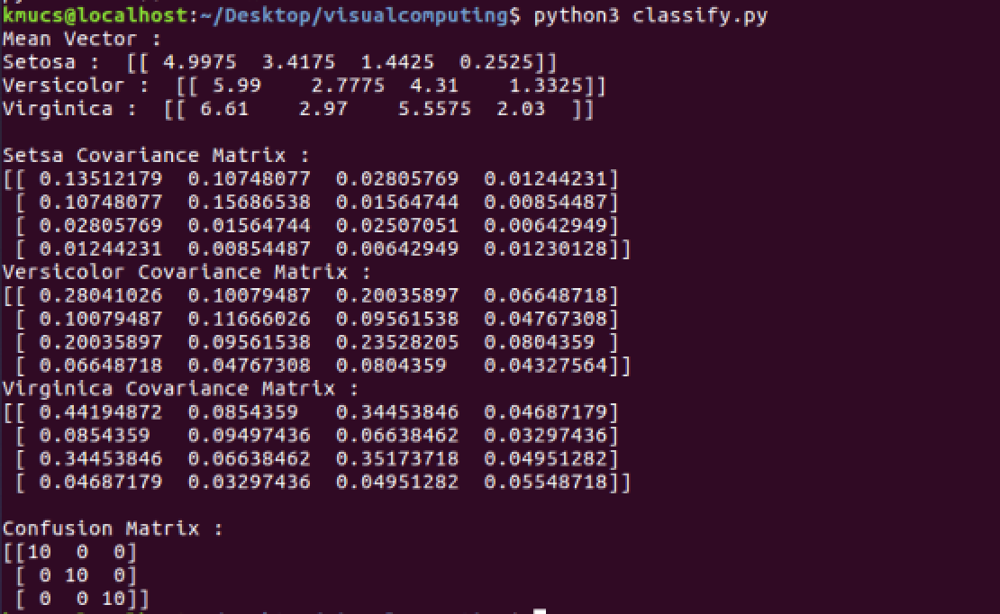 kmucs@localhost:~/Desktop/visualcomputing$ python3 classify.py
Mean Vector :
Setosa :  [[ 4.9975  3.4175  1.4425  0.2525]]
Versicolor :  [[ 5.99    2.7775  4.31    1.3325]]
Virginica :  [[ 6.61    2.97    5.5575  2.03  ]]
Setsa Covariance Matrix :
[[ 0.13512179  0.10748077  0.02805769  0.01244231]
 [ 0.10748077  0.15686538  0.01564744  0.00854487]
 [ 0.02805769  0.01564744  0.02507051  0.00642949]
 [ 0.01244231  0.00854487  0.00642949  0.01230128]]
Versicolor Covariance Matrix :
[[ 0.28041026  0.10079487  0.20035897  0.06648718]
 [ 0.10079487  0.11666026  0.09561538  0.04767308]
 [ 0.20035897  0.09561538  0.23528205  0.0804359 ]
 [ 0.06648718  0.04767308  0.0804359   0.04327564]]
Virginica Covariance Matrix :
[[ 0.44194872  0.0854359   0.34453846  0.04687179]
 [ 0.0854359   0.09497436  0.06638462  0.03297436]
 [ 0.34453846  0.06638462  0.35173718  0.04951282]
 [ 0.04687179  0.03297436  0.04951282  0.05548718]]
Confusion Matrix :
[[10  0  0]
 [ 0 10  0]
 [ 0  0 10]]